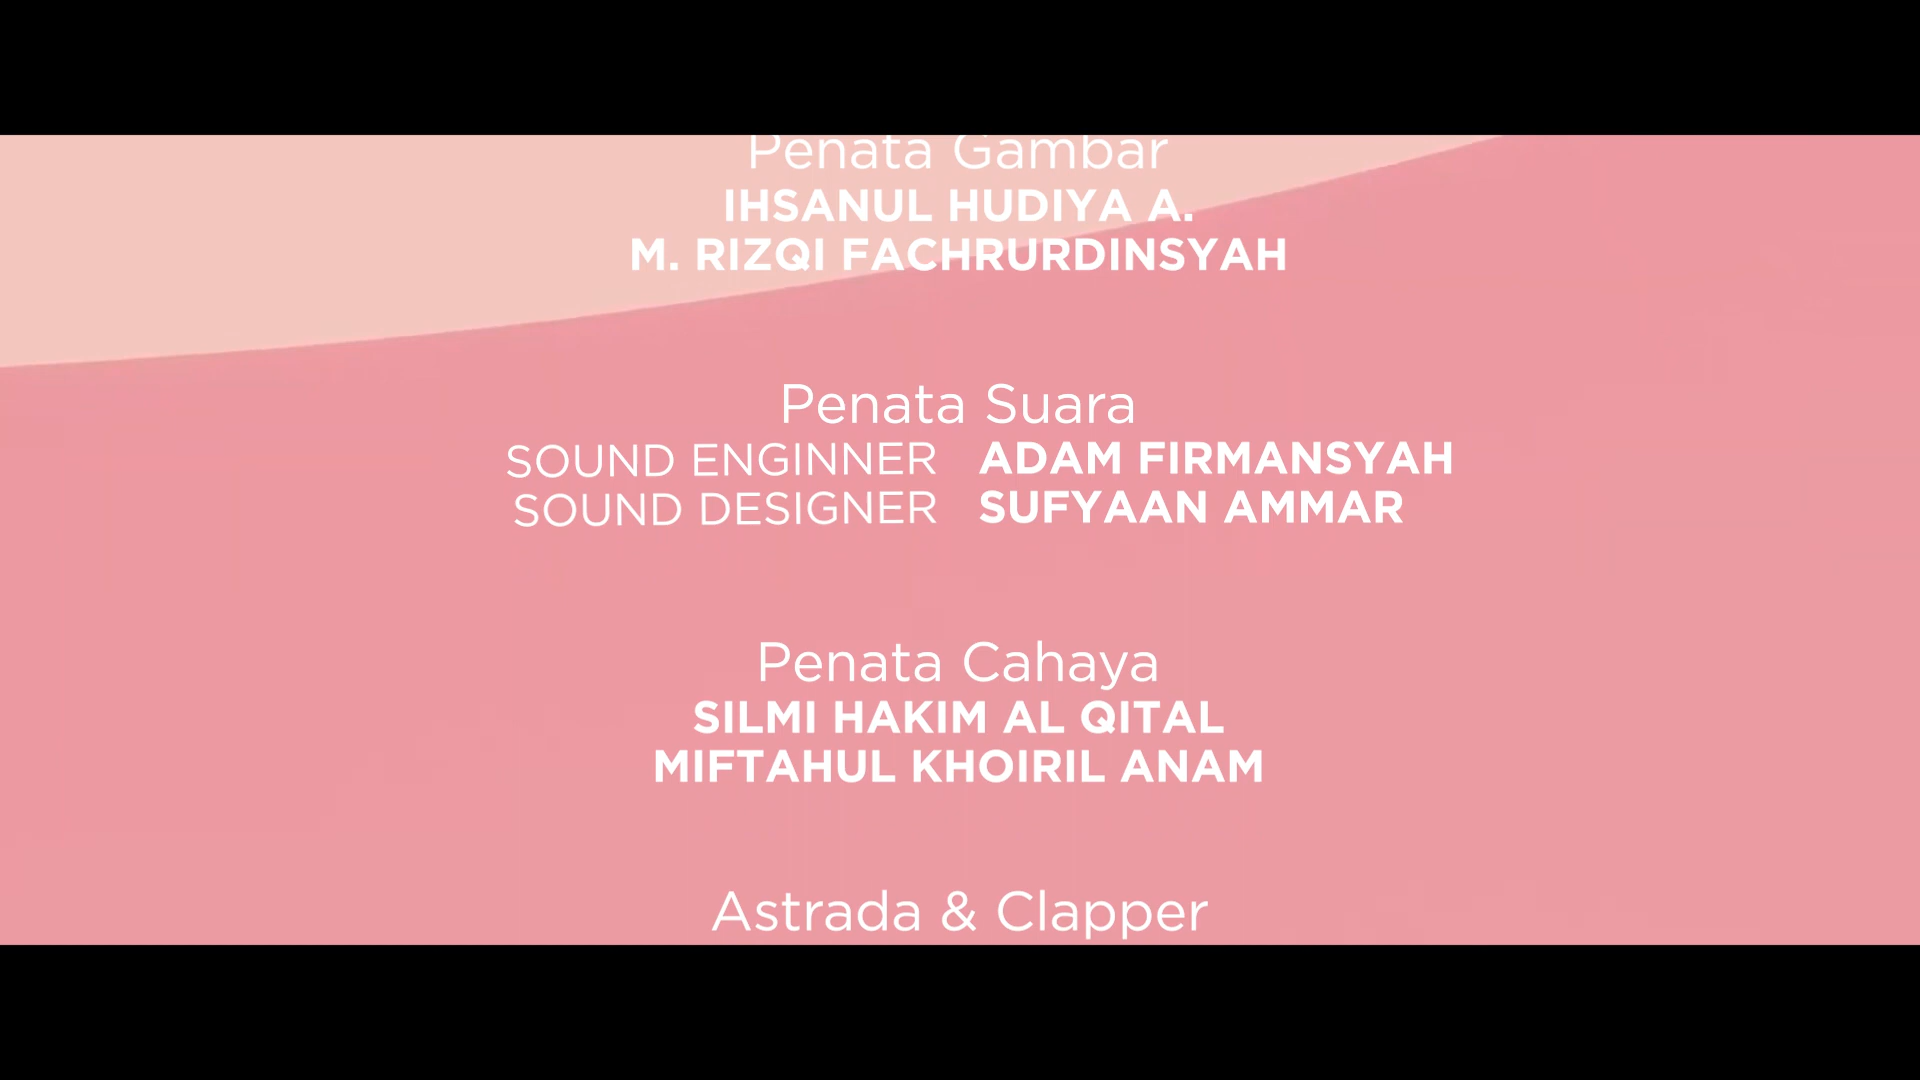 Penata Gambar
IHSANUL HUDIYA A.
M. RIZQI FACHRURDINSYAH
Penata Suara
SOUND ENGINNER ADAM FIRMANSYAH
SOUND DESIGNER SUFYAAN AMMAR
Penata Cahaya
SILMI HAKIM AL QITAL
MIFTAHUL KHOIRIL ANAM
Astrada & Clapper